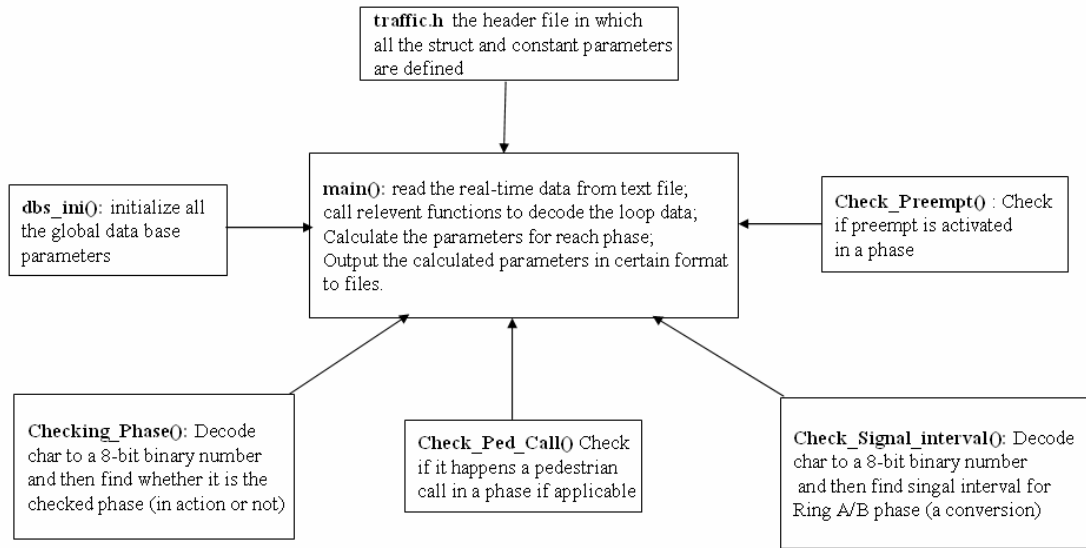 traffic.h the header file in which
all the struct and constant parameters
are defined
main(): read the real-time data from text file;
call relevent functions to decode the loop data;
Calculate the parameters for reach phase;
Output the calculated parameters in certain format
to files.
dbs_ini(): initialize all
the global data base
parameters
Check_Preempt() : Check
if preempt is activated
in a phase
Checking_Phase(): Decode
char to a 8-bit binary number
and then find whether it is the
checked phase (in action or not)
Check_Ped_Call() Check
if it happens a pedestrian
call in a phase if applicable
Check_Signal_interval(): Decode
char to a 8-bit binary number
and then find singal interval for
Ring A/B phase (a conversion)